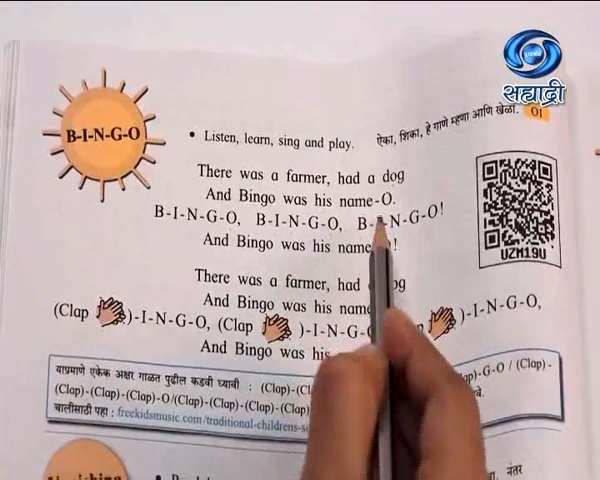 सह्याद्री
B-I-N-G-O
• Listen, learn, sing and play. ऐका, शिका, हे गाणे म्हणा आणि खेळा.
There was a farmer, had a dog
And Bingo was his name-O.
B-I-N-G-O, B-I-N-G-O, B-I-N-G-O!
And Bingo was his name !
UZM19U
There was a farmer, had dog
And Bingo was his name
(Clap )-I-N-G-O, (Clap )-I-N-G- )-I-N-G-O,
And Bingo was his
याप्रमाणे एकेक अक्षर गाळत पुढील कडवी घ्यावी : (Clap)-(Cl -G-O / (Clap) -
(Clap)-(Clap)-(Clap)-O/(Clap)-(Clap)-(Clap)-(Clap)
चालीसाठी पहा : freekidsmusic.com/traditional-childrens-s
नंतर